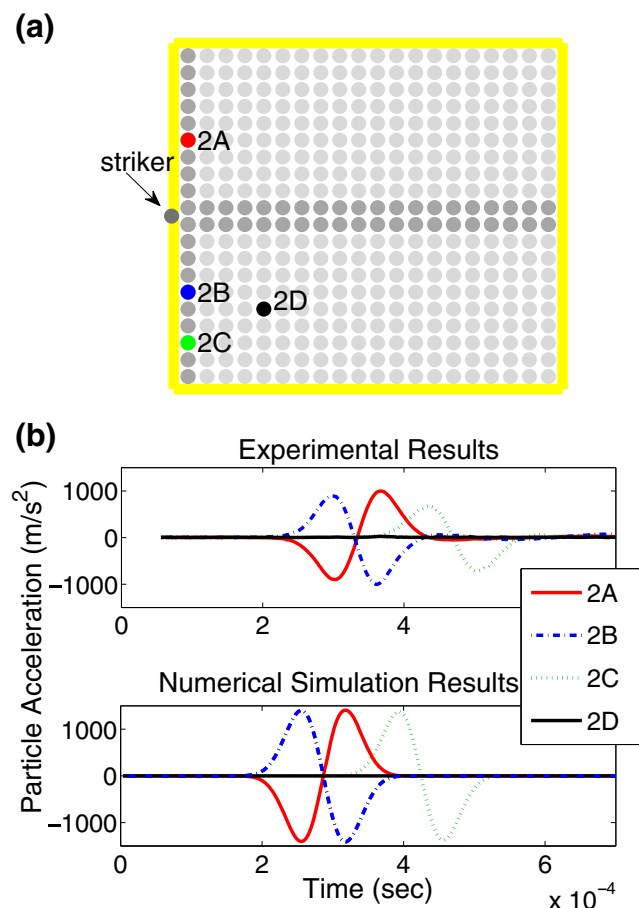 (a)
2A
striker
2B
2D
2C
(b)
Experimental Results
Particle Acceleration (m/s²)
1000
0
−1000
0
2
4
2A
2B
2C
2D
Numerical Simulation Results
1000
0
−1000
0
2
4
6
Time (sec)
x 10⁻⁴